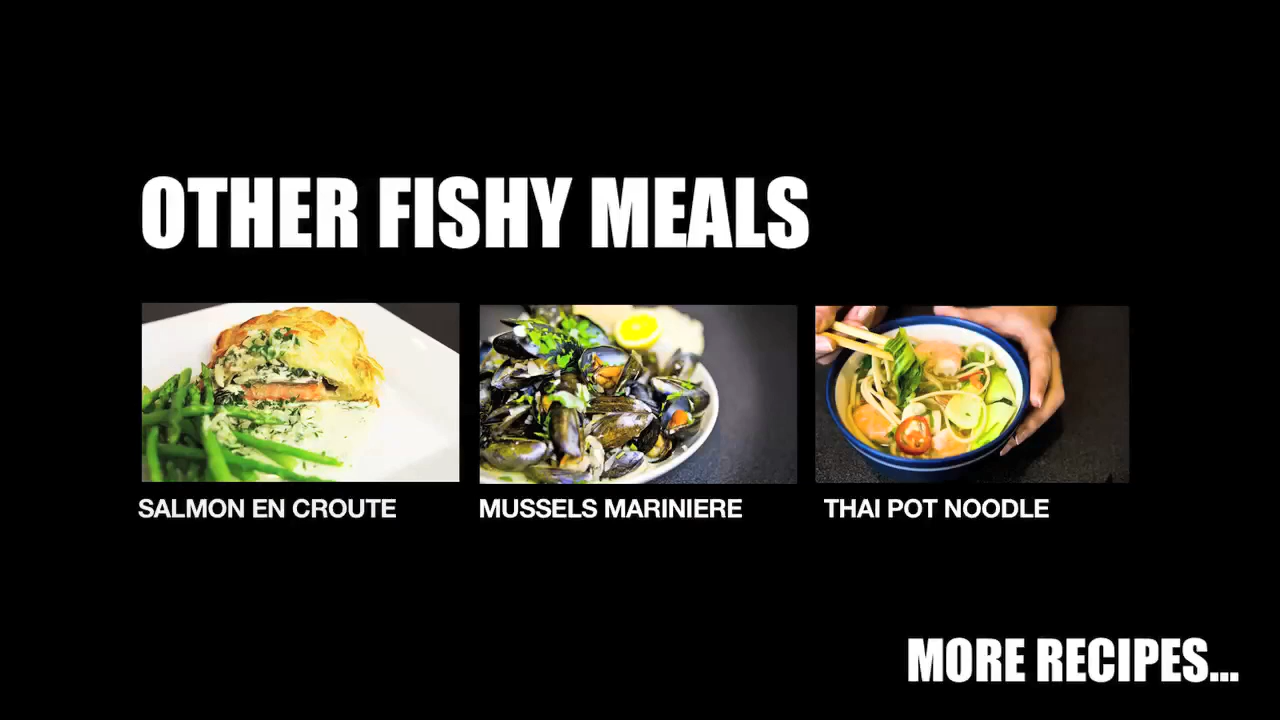 OTHER FISHY MEALS
SALMON EN CROUTE
MUSSELS MARINIERE
THAI POT NOODLE
MORE RECIPES...